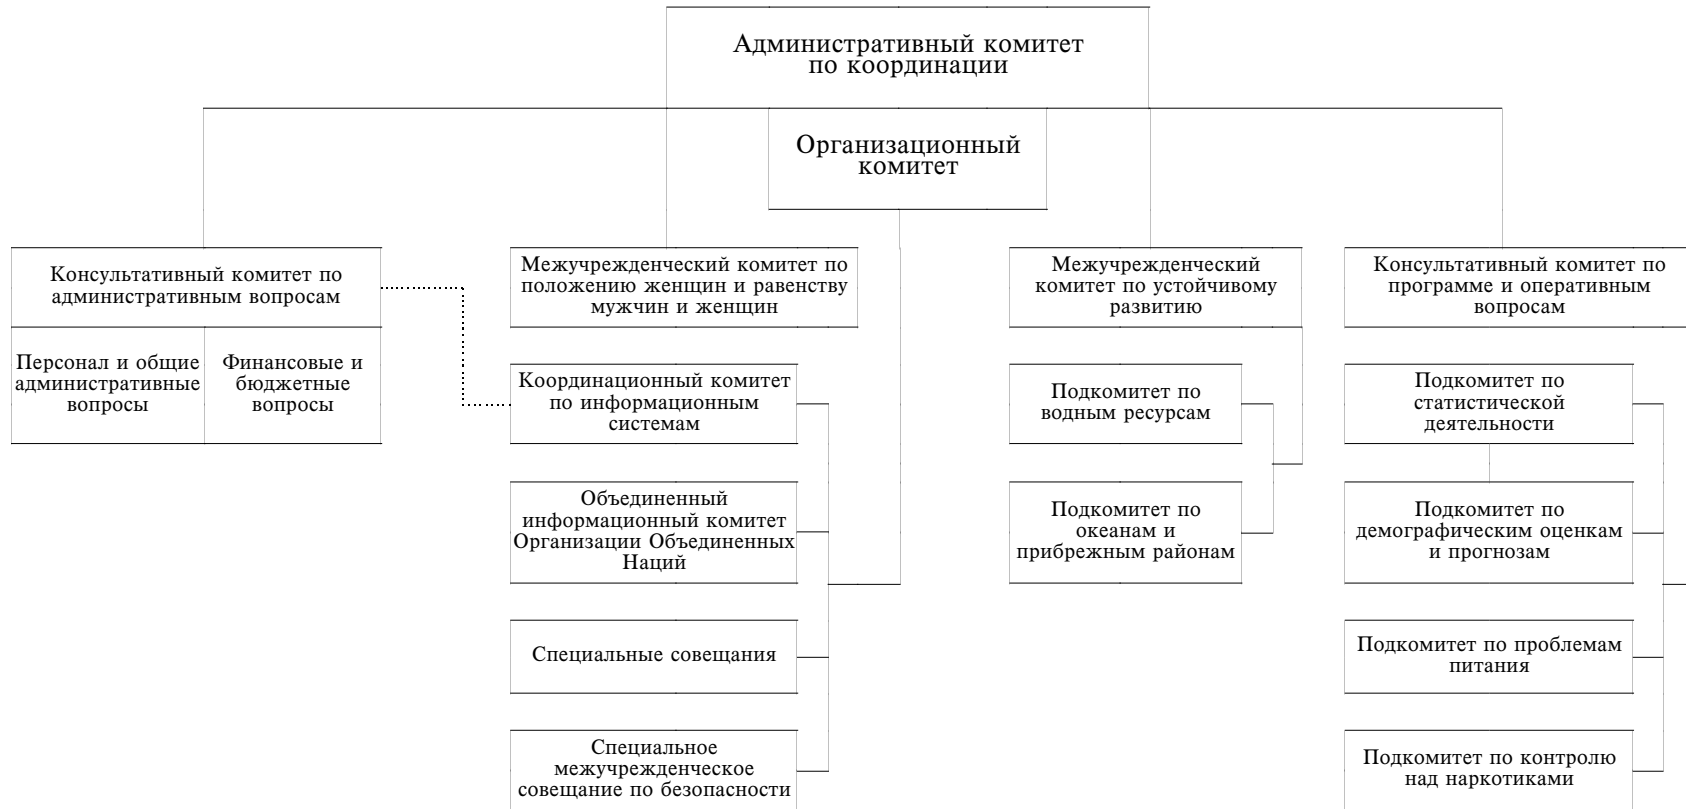 Административный комитет
по координации
Организационный
комитет
Консультативный комитет по
административным вопросам
Персонал и общие
административные
вопросы
Финансовые и
бюджетные
вопросы
Межучрежденческий комитет по
положению женщин и равенству
мужчин и женщин
Координационный комитет
по информационным
системам
Объединенный
информационный комитет
Организации Объединенных
Наций
Специальные совещания
Специальное
межучрежденческое
совещание по безопасности
Межучрежденческий
комитет по устойчивому
развитию
Подкомитет по
водным ресурсам
Подкомитет по
океанам и
прибрежным районам
Консультативный комитет по
программе и оперативным
вопросам
Подкомитет по
статистической
деятельности
Подкомитет по
демографическим оценкам
и прогнозам
Подкомитет по проблемам
питания
Подкомитет по контролю
над наркотиками